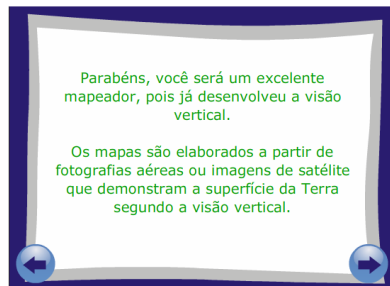 Parabéns, você será um excelente
mapeador, pois já desenvolveu a visão
vertical.
Os mapas são elaborados a partir de
fotografias aéreas ou imagens de satélite
que demonstram a superfície da Terra
segundo a visão vertical.